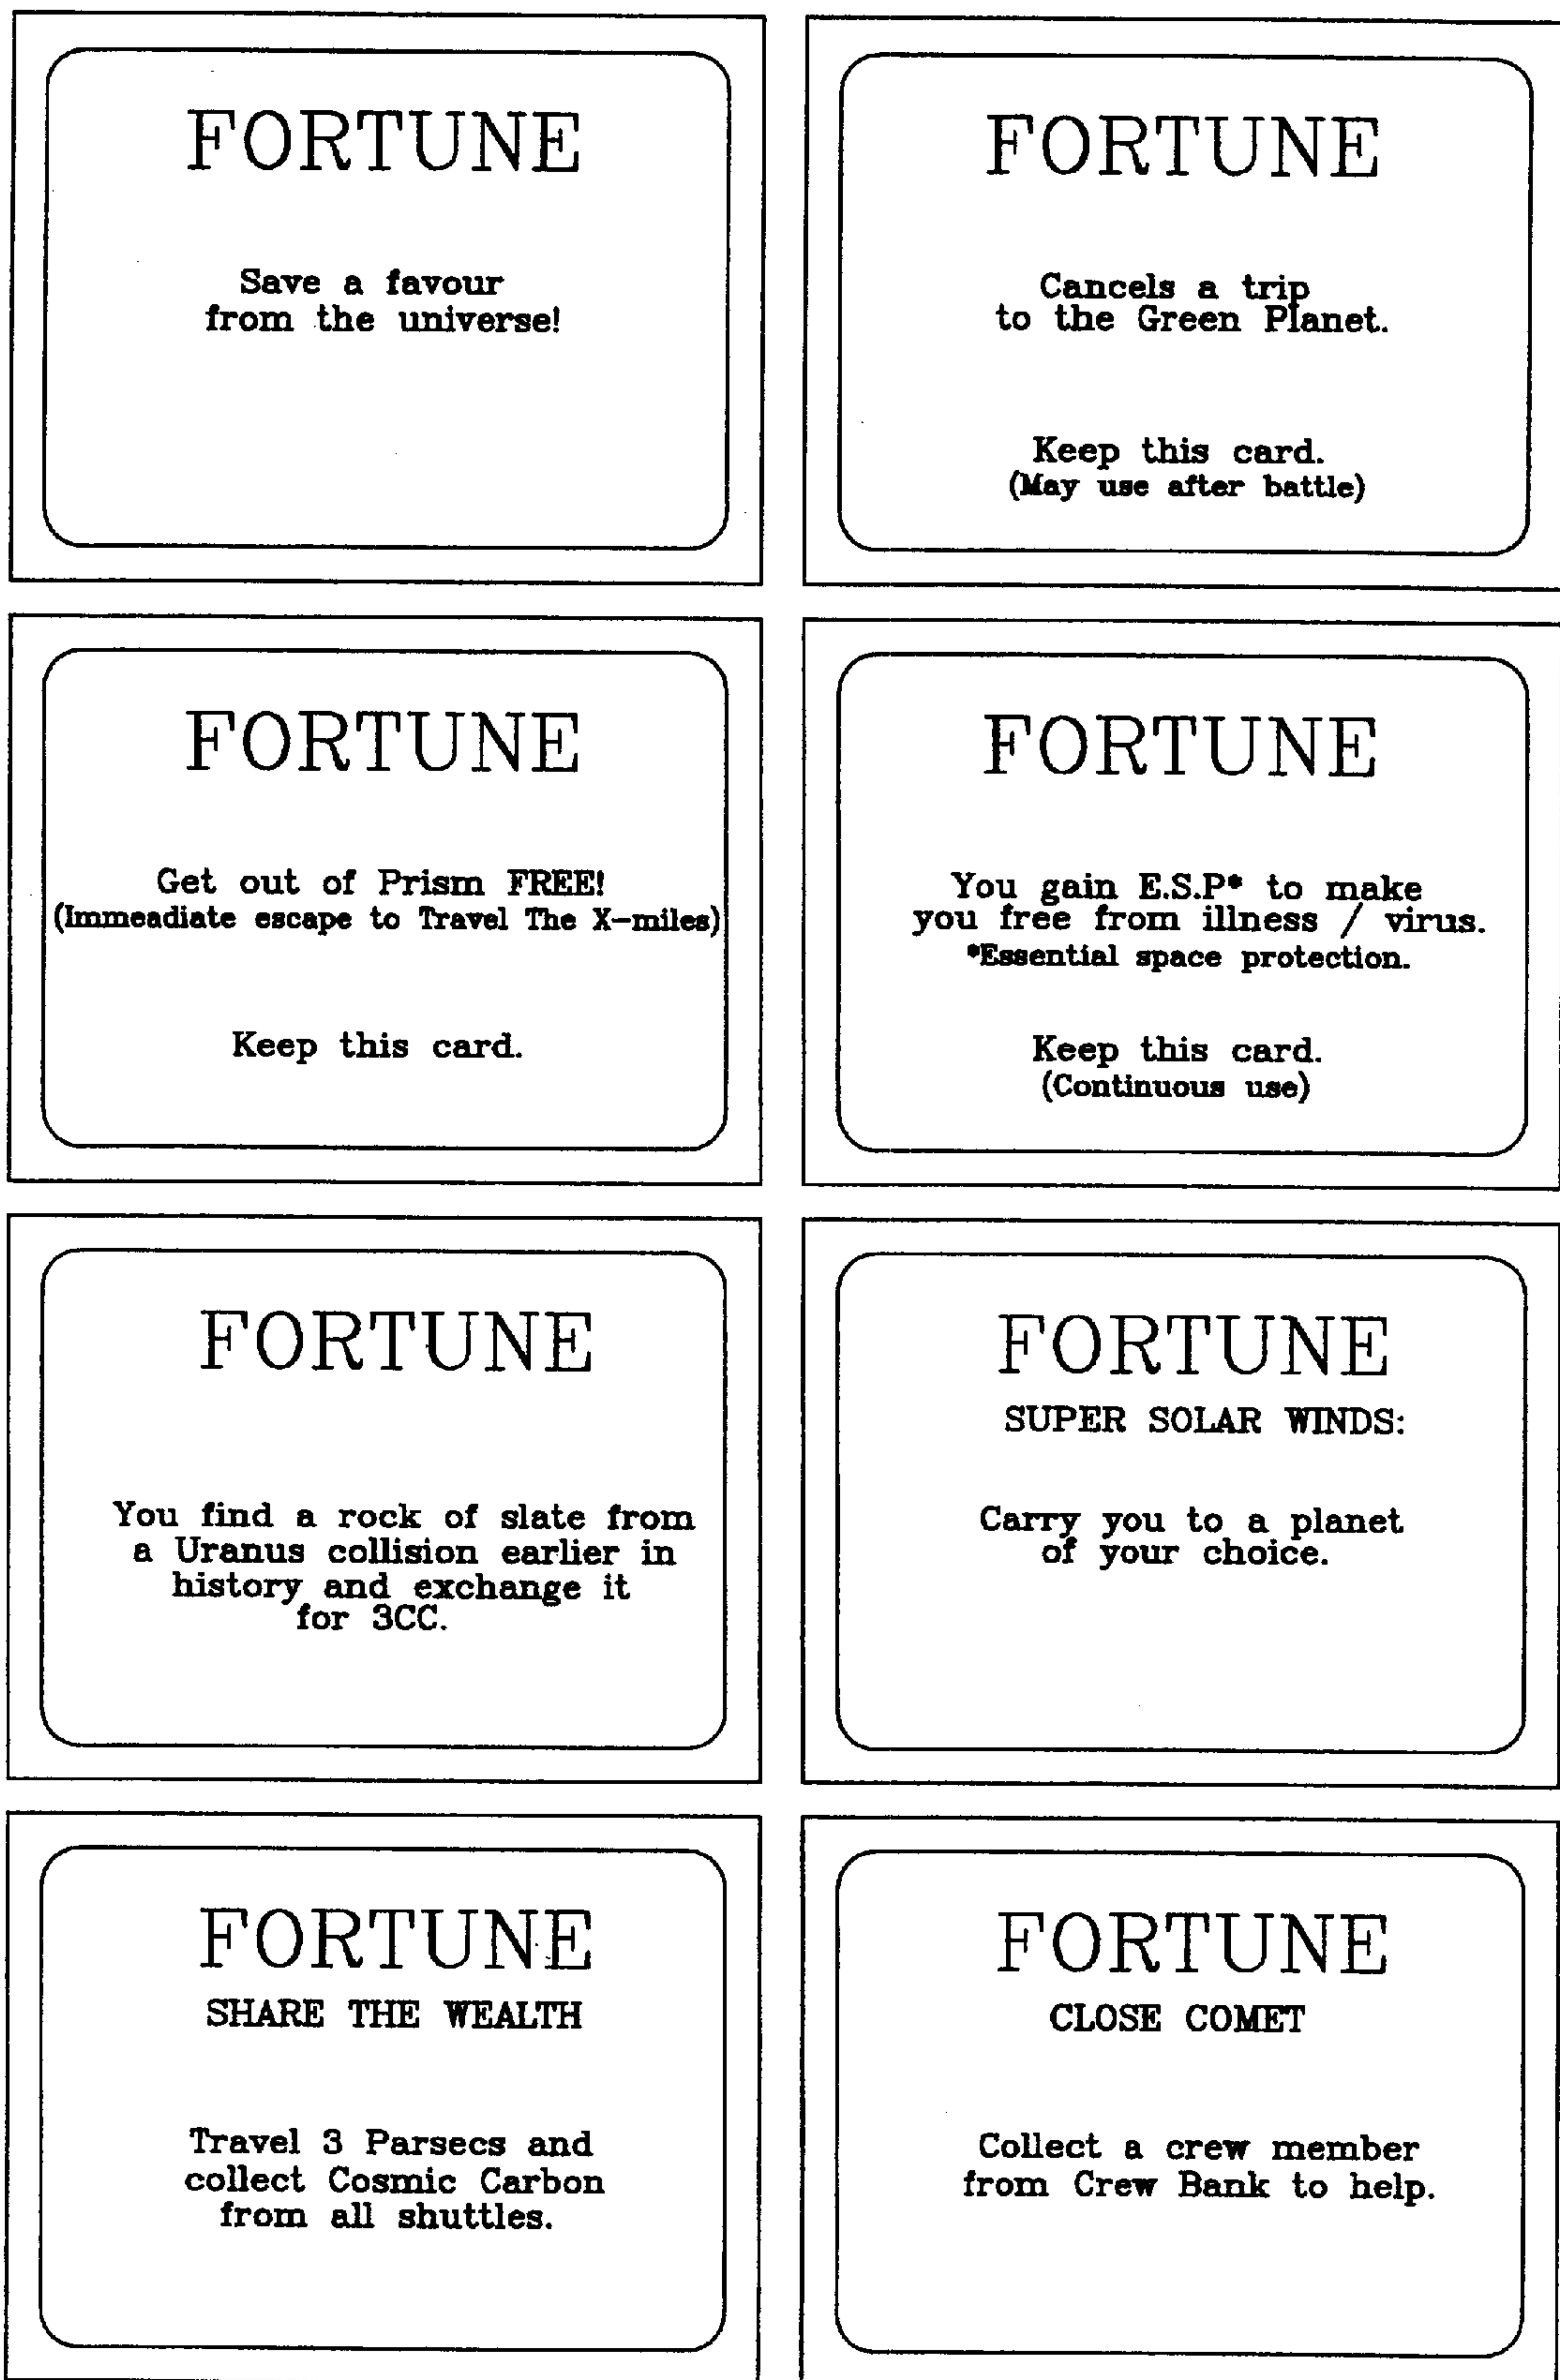 FORTUNE
Save a favour
from the universe!
FORTUNE
Cancels a trip
to the Green Planet.
Keep this card.
(May use after battle)
FORTUNE
Get out of Prism FREE!
(Immeadiate escape to Travel The X-miles)
Keep this card.
FORTUNE
You gain E.S.P* to make
you free from illness / virus.
*Essential space protection.
Keep this card.
(Continuous use)
FORTUNE
You find a rock of slate from
a Uranus collision earlier in
history and exchange it
for 3CC.
FORTUNE
SUPER SOLAR WINDS:
Carry you to a planet
of your choice.
FORTUNE
SHARE THE WEALTH
Travel 3 Parsecs and
collect Cosmic Carbon
from all shuttles.
FORTUNE
CLOSE COMET
Collect a crew member
from Crew Bank to help.